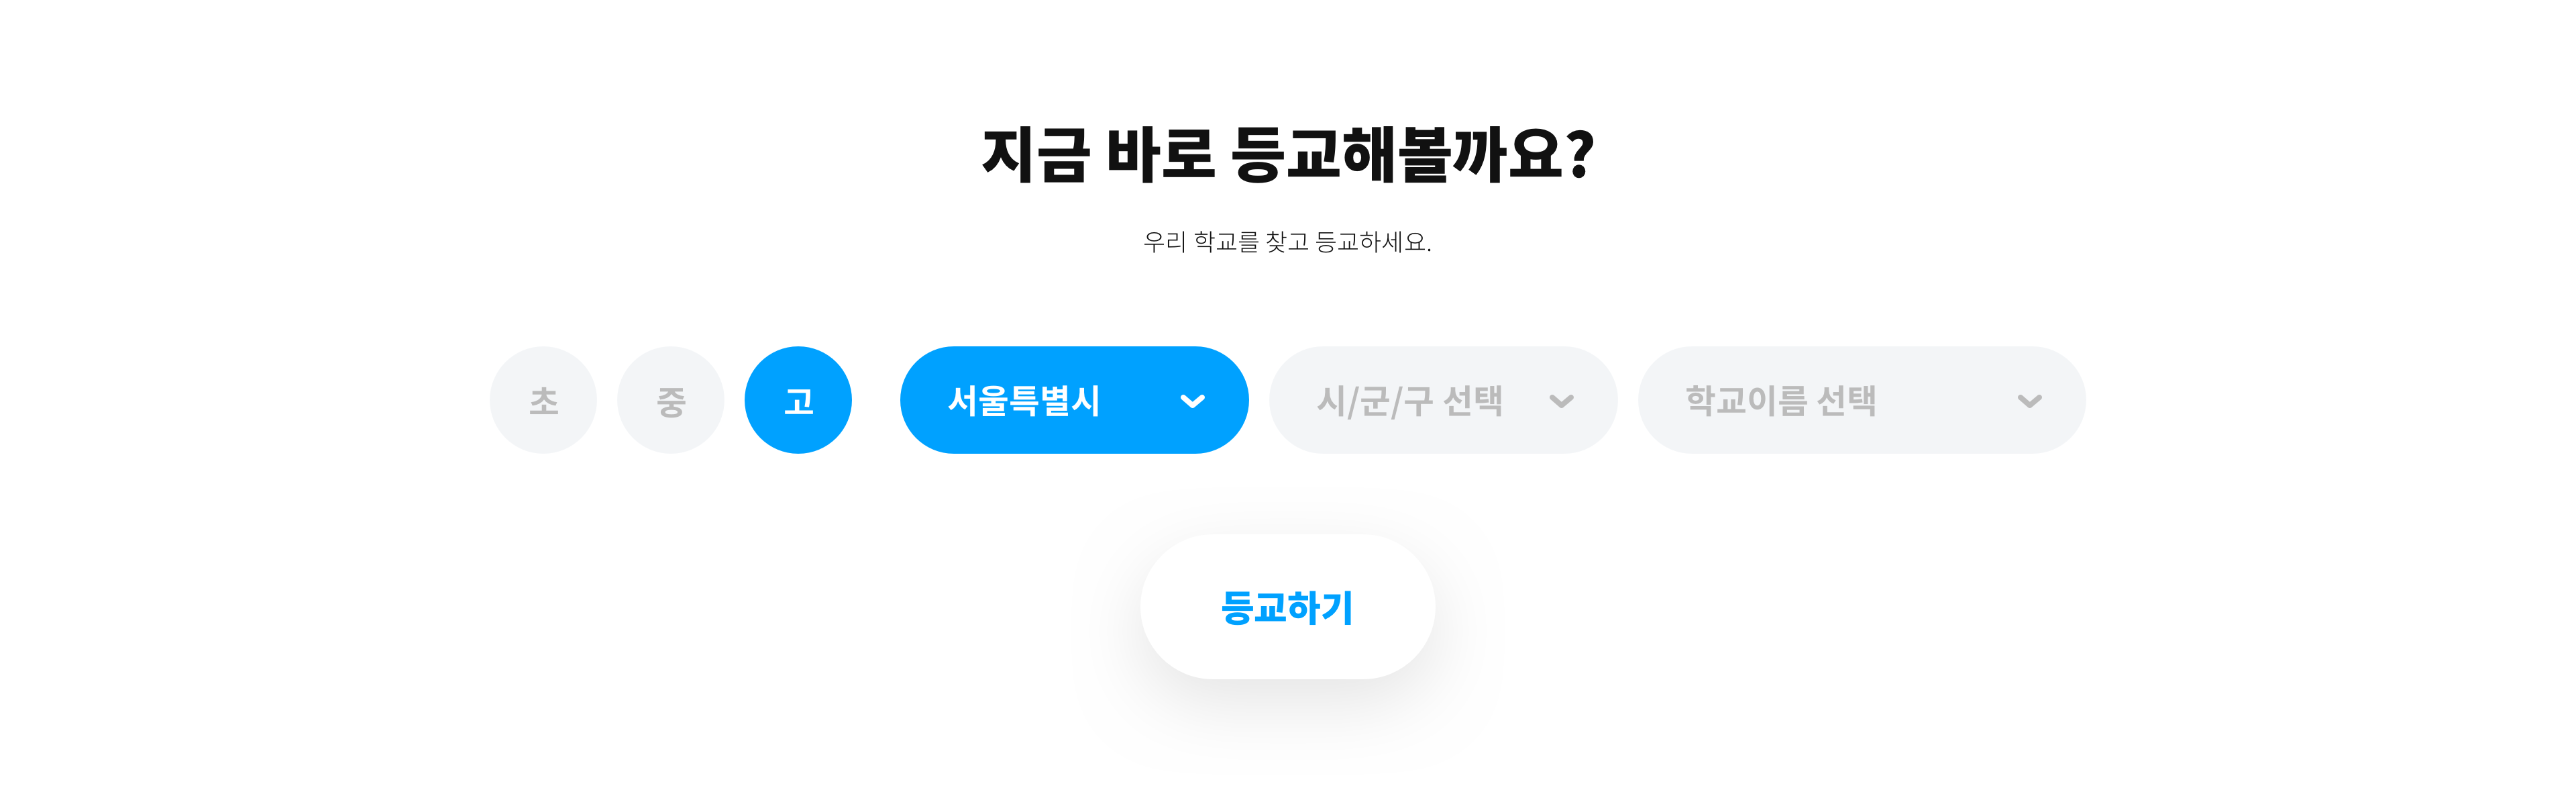 지금 바로 등교해볼까요?
우리 학교를 찾고 등교하세요.
초 중 고 서울특별시 시/군/구 선택 학교이름 선택
등교하기